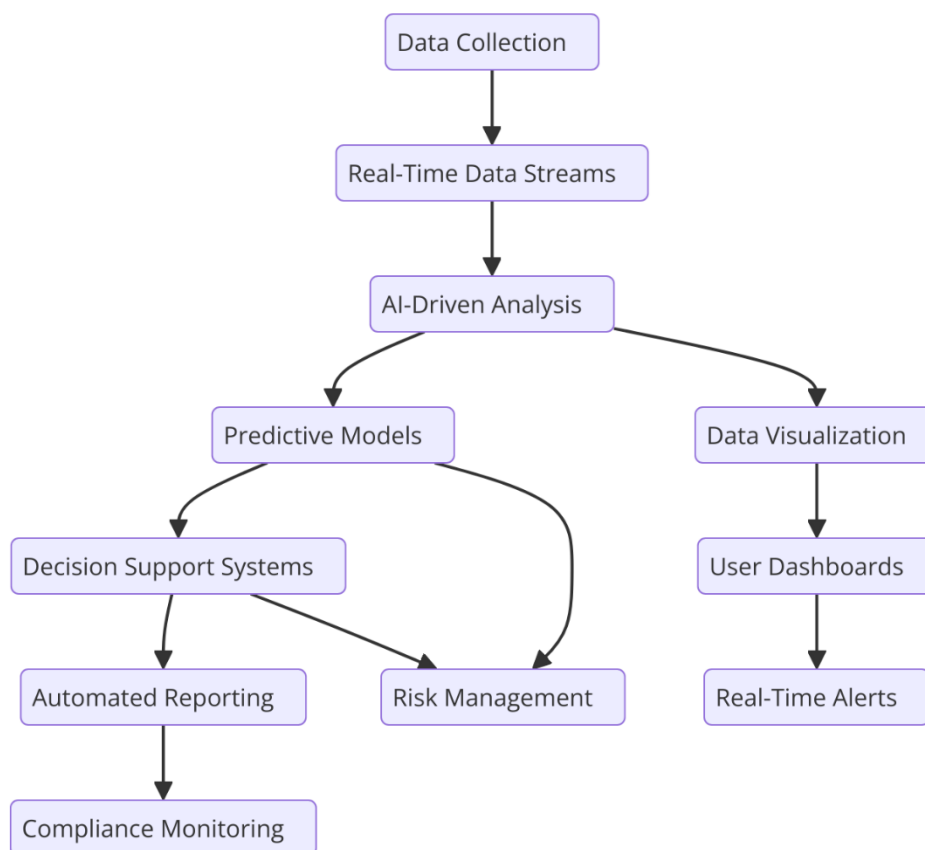 Data Collection
Real-Time Data Streams
AI-Driven Analysis
Predictive Models
Data Visualization
Decision Support Systems
User Dashboards
Automated Reporting
Risk Management
Real-Time Alerts
Compliance Monitoring